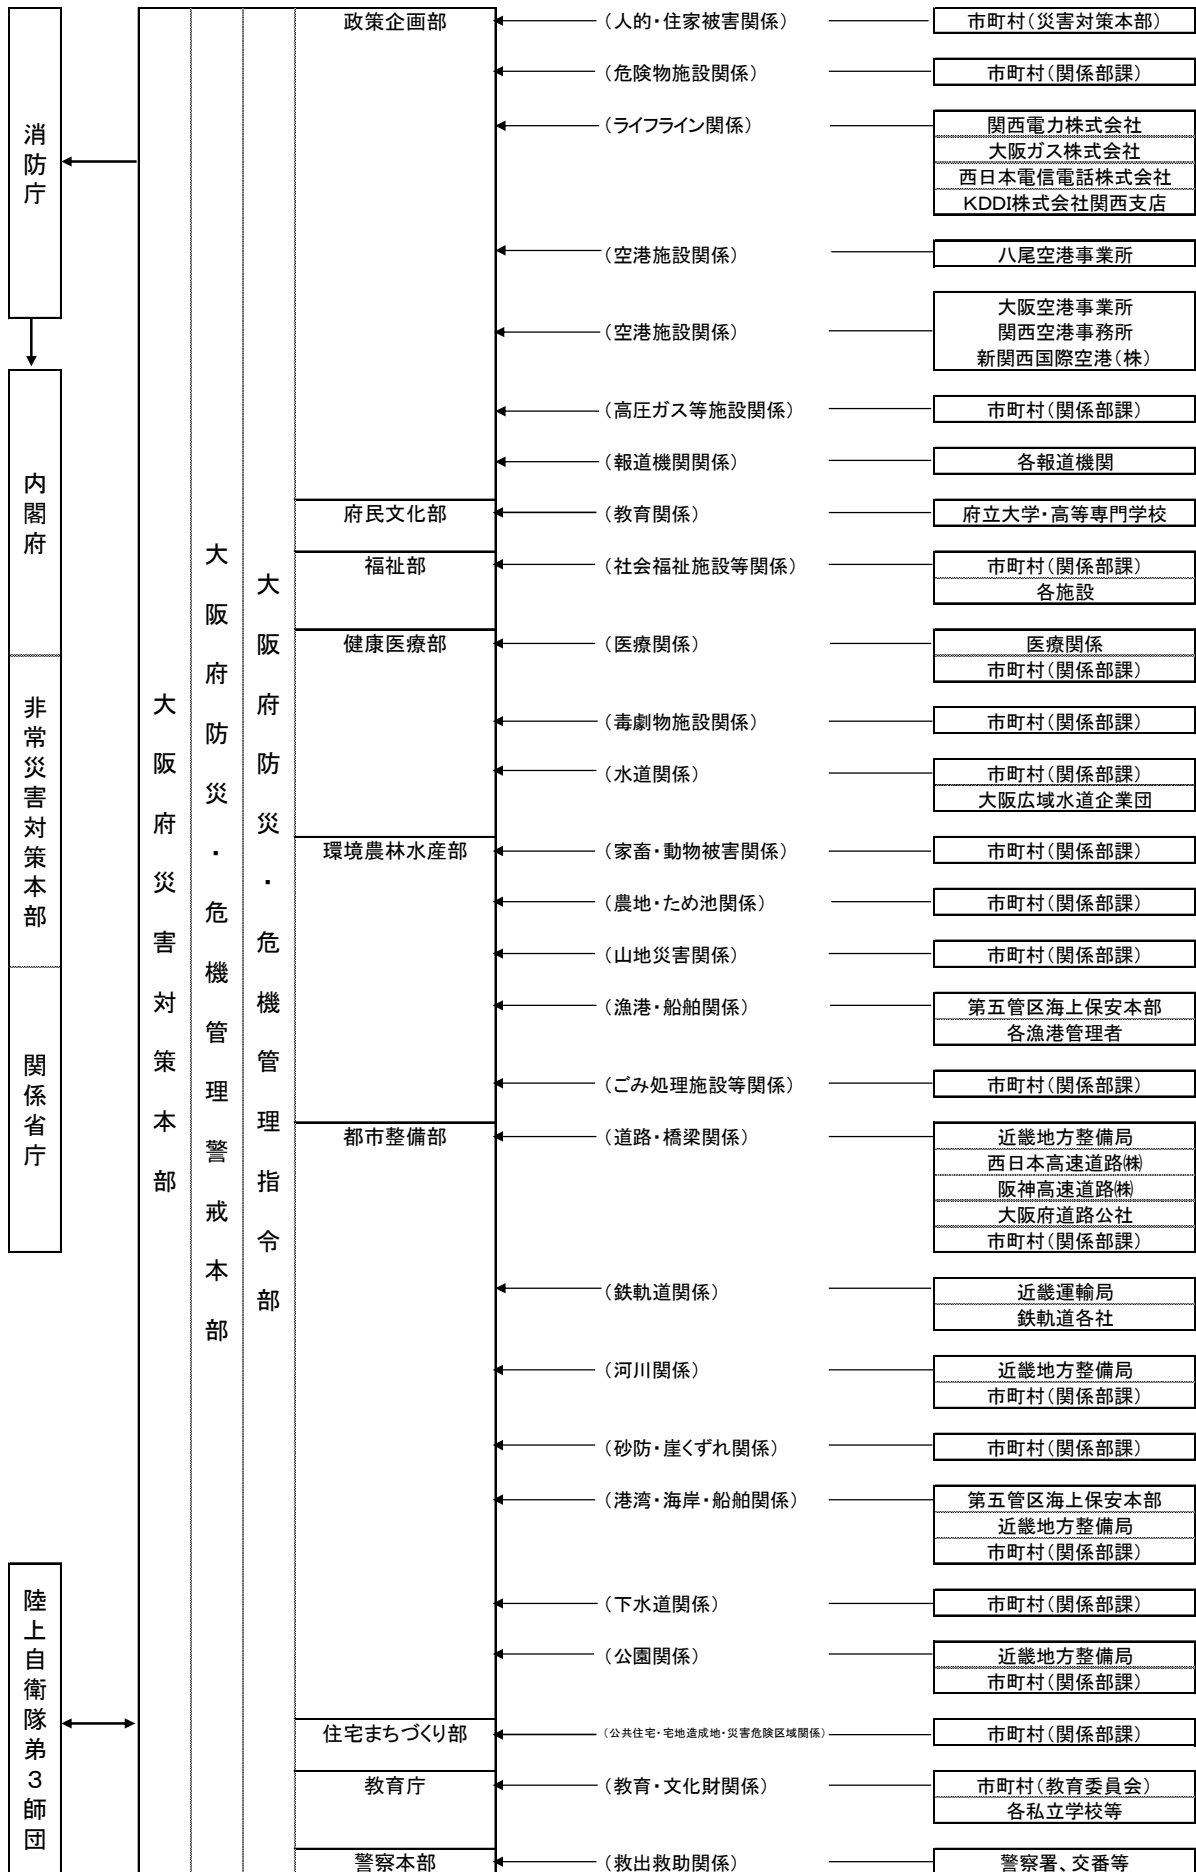 消防庁
内閣府
非常災害対策本部
関係省庁
陸上自衛隊第3師団
大阪府災害対策本部
大阪府防災・危機管理警戒本部
大阪府防災・危機管理指令部
政策企画部
(人的・住家被害関係)
市町村(災害対策本部)
(危険物施設関係)
市町村(関係部課)
(ライフライン関係)
関西電力株式会社
大阪ガス株式会社
西日本電信電話株式会社
KDDI株式会社関西支店
(空港施設関係)
八尾空港事業所
(空港施設関係)
大阪空港事業所
関西空港事務所
新関西国際空港(株)
(高圧ガス等施設関係)
市町村(関係部課)
(報道機関関係)
各報道機関
府民文化部
(教育関係)
府立大学・高等専門学校
福祉部
(社会福祉施設等関係)
市町村(関係部課)
各施設
健康医療部
(医療関係)
医療関係
市町村(関係部課)
(毒劇物施設関係)
市町村(関係部課)
(水道関係)
市町村(関係部課)
大阪広域水道企業団
環境農林水産部
(家畜・動物被害関係)
市町村(関係部課)
(農地・ため池関係)
市町村(関係部課)
(山地災害関係)
市町村(関係部課)
(漁港・船舶関係)
第五管区海上保安本部
各漁港管理者
(ごみ処理施設等関係)
市町村(関係部課)
都市整備部
(道路・橋梁関係)
近畿地方整備局
西日本高速道路㈱
阪神高速道路㈱
大阪府道路公社
市町村(関係部課)
(鉄軌道関係)
近畿運輸局
鉄軌道各社
(河川関係)
近畿地方整備局
市町村(関係部課)
(砂防・崖くずれ関係)
市町村(関係部課)
(港湾・海岸・船舶関係)
第五管区海上保安本部
近畿地方整備局
市町村(関係部課)
(下水道関係)
市町村(関係部課)
(公園関係)
近畿地方整備局
市町村(関係部課)
住宅まちづくり部
(公共住宅・宅地造成地・災害危険区域関係)
市町村(関係部課)
教育庁
(教育・文化財関係)
市町村(教育委員会)
各私立学校等
警察本部
(救出救助関係)
警察署、交番等